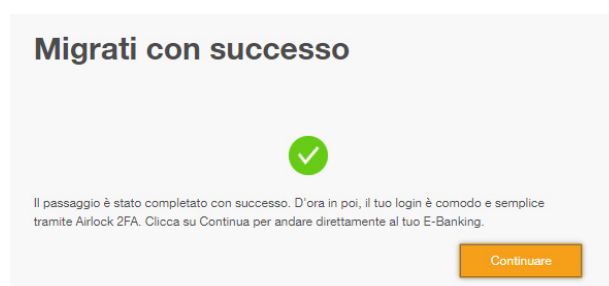 Migrati con successo
Il passaggio è stato completato con successo. D'ora in poi, il tuo login è comodo e semplice
tramite Airlock 2FA. Clicca su Continua per andare direttamente al tuo E-Banking.
Continuare